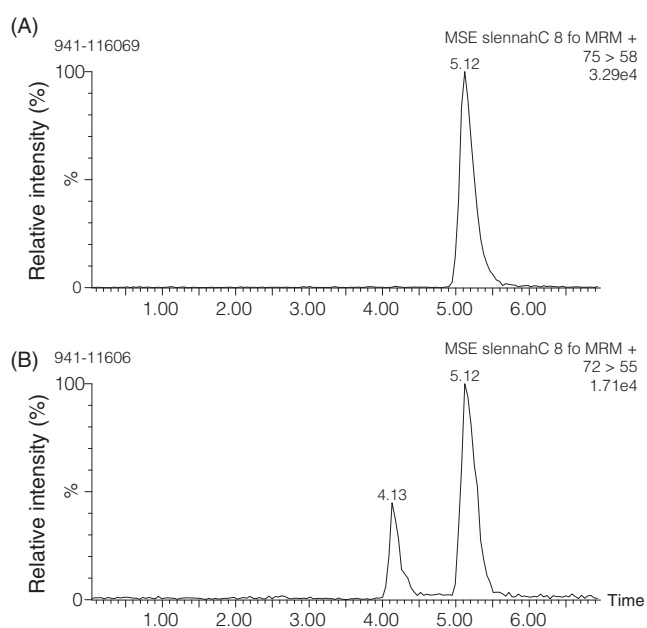 (A)
941-116069
MSE slennahC 8 fo MRM +
75 > 58
3.29e4
5.12
100
Relative intensity (%)
%
0
1.00 2.00 3.00 4.00 5.00 6.00
(B)
941-11606
MSE slennahC 8 fo MRM +
72 > 55
1.71e4
5.12
100
Relative intensity (%)
%
4.13
0
Time
1.00 2.00 3.00 4.00 5.00 6.00